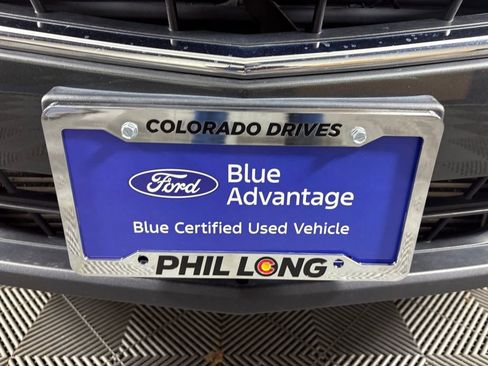 COLORADO DRIVES
Ford
Blue
Advantage
Blue Certified Used Vehicle
PHIL LONG